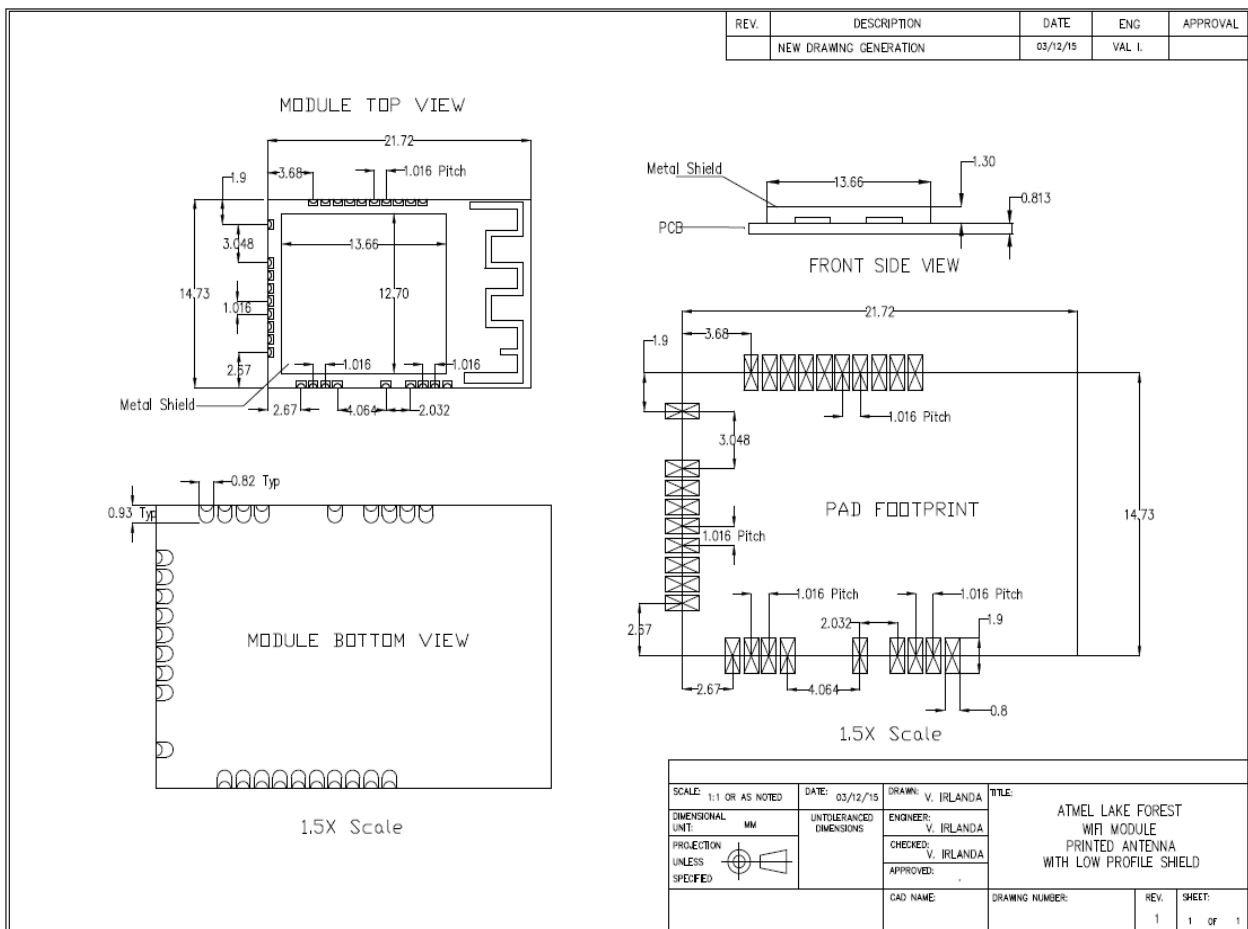 REV. DESCRIPTION DATE ENG APPROVAL
NEW DRAWING GENERATION 03/12/15 VAL I.
MODULE TOP VIEW
21.72
3.68
1.016 Pitch
1.9
3.048
13.66
14.73
12.70
1.016
2.67
1.016
1.016
Metal Shield
2.67
4.064
2.032
Metal Shield
13.66
1.30
0.813
PCB
FRONT SIDE VIEW
21.72
3.68
1.9
1.016 Pitch
3.048
PAD FOOTPRINT
14.73
1.016 Pitch
1.016 Pitch
1.016 Pitch
2.032
1.9
2.67
2.67
4.064
0.8
1.5X Scale
0.82 Typ
0.93 Typ
MODULE BOTTOM VIEW
1.5X Scale
SCALE: 1:1 OR AS NOTED
DATE: 03/12/15
DRAWN: V. IRLANDA
TITLE:
ATMEL LAKE FOREST
WIFI MODULE
PRINTED ANTENNA
WITH LOW PROFILE SHIELD
DIMENSIONAL
UNIT: MM
UNTOLERANCED
DIMENSIONS
ENGINEER:
V. IRLANDA
PROJECTION
UNLESS
SPECIFIED
CHECKED:
V. IRLANDA
APPROVED: .
CAD NAME:
DRAWING NUMBER:
REV.
1
SHEET:
1 OF 1